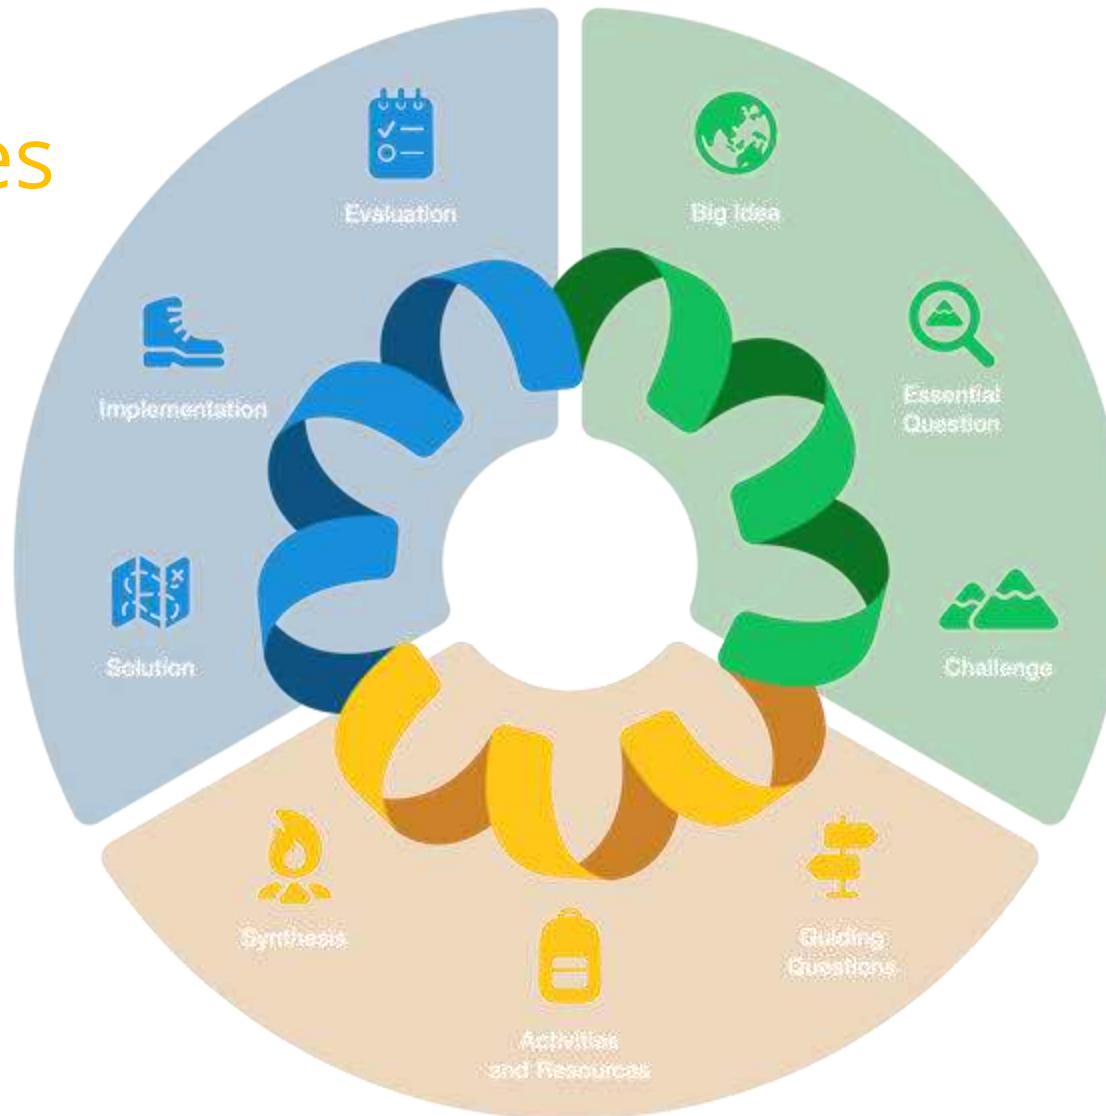 es
Evaluation
Big Idea
Implementation
Essential
Question
Solution
Challenge
Synthesis
Guiding
Questions
Activities
and Resources